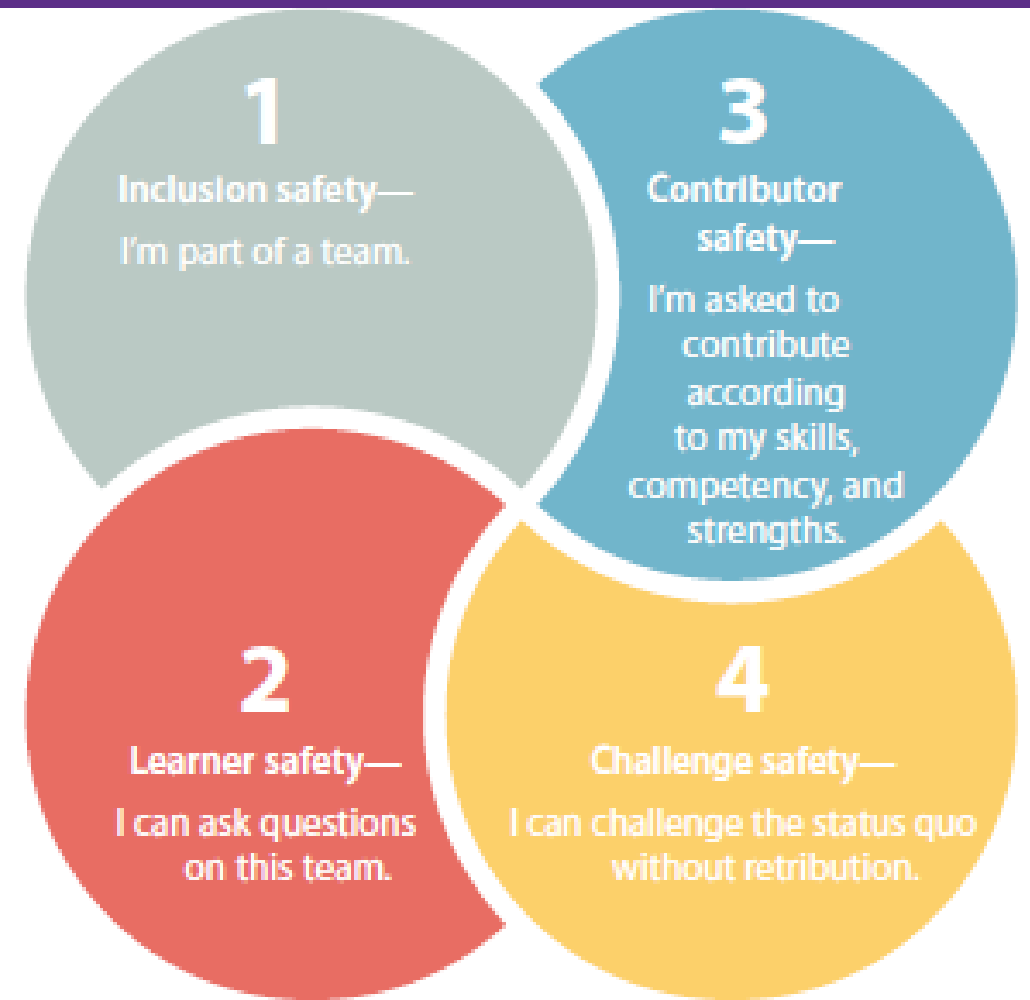 1
Inclusion safety—
I'm part of a team.
2
Learner safety—
I can ask questions
on this team.
3
Contributor
safety—
I'm asked to
contribute
according
to my skills,
competency, and
strengths.
4
Challenge safety—
I can challenge the status quo
without retribution.